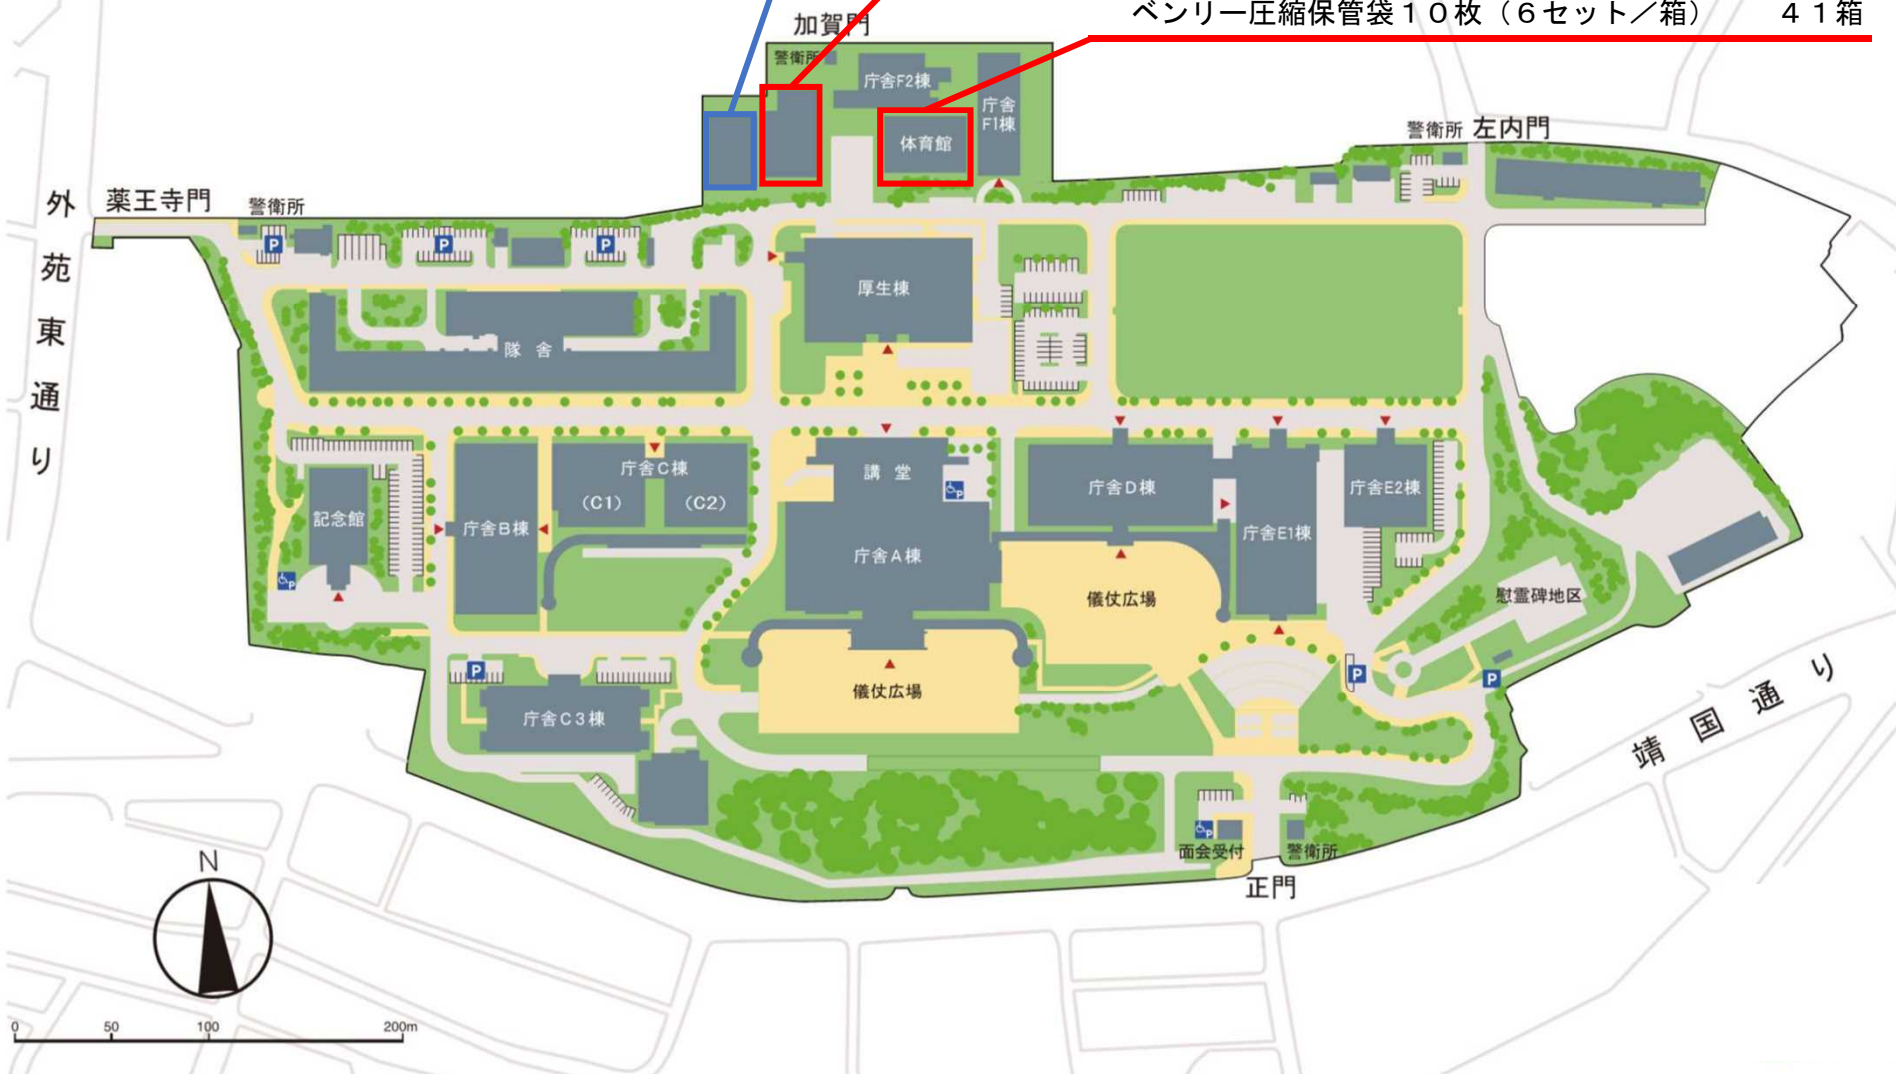 ベンリー圧縮保管袋１０枚（６セット／箱）　　４１箱
加賀門
警衛所
庁舎F2棟
庁舎
F1棟
体育館
警衛所 左内門
外苑東通り
薬王寺門
警衛所
P
P
P
厚生棟
隊舎
講堂
庁舎C棟
（C1）
（C2）
記念館
庁舎B棟
庁舎A棟
庁舎D棟
庁舎E1棟
庁舎E2棟
P
P
儀仗広場
慰霊碑地区
儀仗広場
P
庁舎C3棟
P
P
靖国通り
P
面会受付
警衛所
正門
N
0
50
100
200m